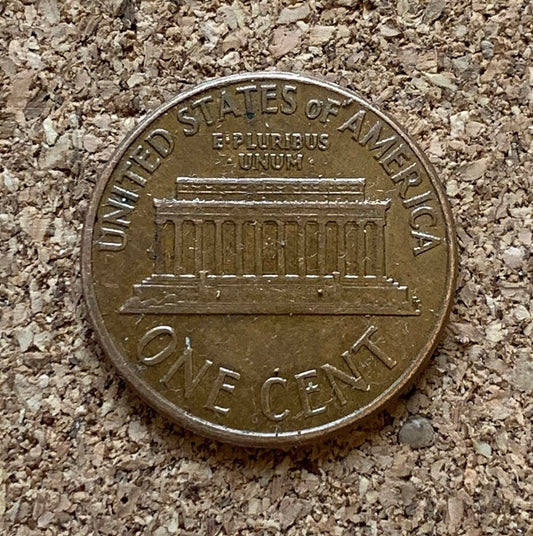 UNITED STATES OF AMERICA
E·PLURIBUS
UNUM
ONE CENT